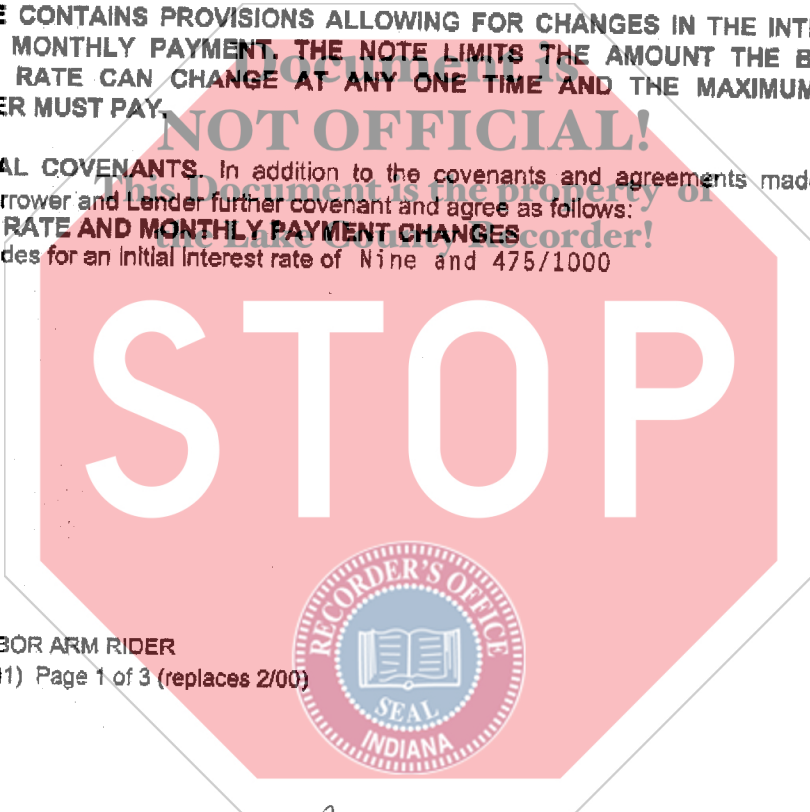 E CONTAINS PROVISIONS ALLOWING FOR CHANGES IN THE INT
MONTHLY PAYMENT. THE NOTE LIMITS THE AMOUNT THE B
Document is
RATE CAN CHANGE AT ANY ONE TIME AND THE MAXIMUM
ER MUST PAY.
NOT OFFICIAL!
AL COVENANTS. In addition to the covenants and agreements mad
This Document is the property of
rrower and Lender further covenant and agree as follows:
RATE AND MONTHLY PAYMENT CHANGES
the Lake County Recorder!
des for an initial interest rate of Nine and 475/1000
STOP
RECORDER'S OFFICE
SEAL
INDIANA
BOR ARM RIDER
1) Page 1 of 3 (replaces 2/00)